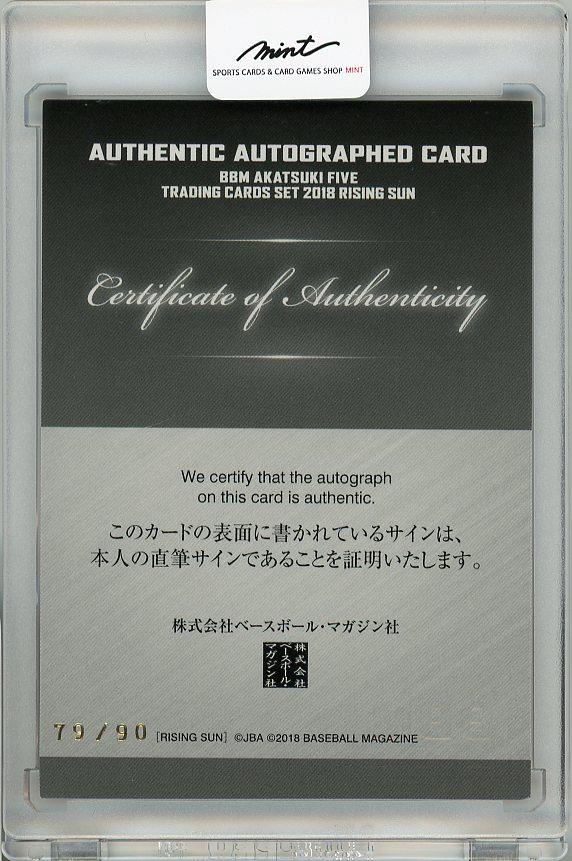 mint
SPORTS CARDS & CARD GAMES SHOP MINT
AUTHENTIC AUTOGRAPHED CARD
BBM AKATSUKI FIVE
TRADING CARDS SET 2018 RISING SUN
Certificate of Authenticity
We certify that the autograph
on this card is authentic.
このカードの表面に書かれているサインは、
本人の直筆サインであることを証明いたします。
株式会社ベースボール・マガジン社
株式会社
ベースボール・
マガジン社
79/90 [RISING SUN] ©JBA ©2018 BASEBALL MAGAZINE